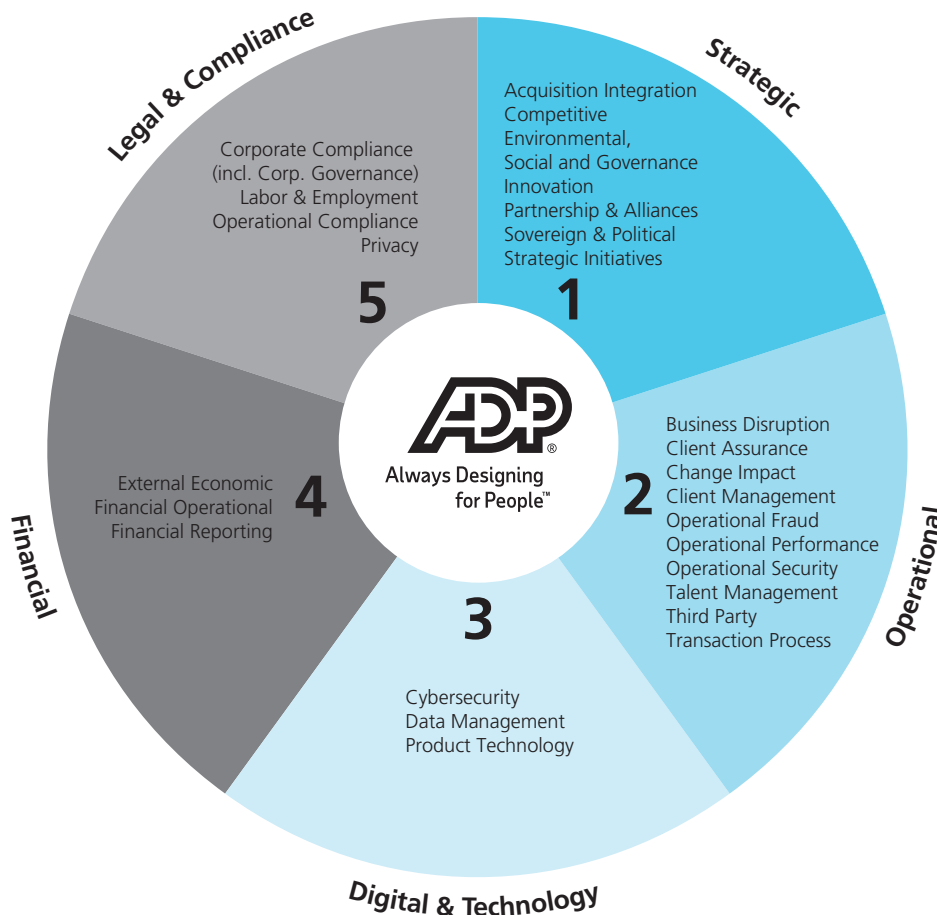 Legal & Compliance
Strategic
Acquisition Integration
Competitive
Environmental,
Social and Governance
Innovation
Partnership & Alliances
Sovereign & Political
Strategic Initiatives
1
Corporate Compliance
(incl. Corp. Governance)
Labor & Employment
Operational Compliance
Privacy
5
ADP®
Always Designing
for People™
Operational
2
Business Disruption
Client Assurance
Change Impact
Client Management
Operational Fraud
Operational Performance
Operational Security
Talent Management
Third Party
Transaction Process
Financial
External Economic
Financial Operational
Financial Reporting
4
3
Cybersecurity
Data Management
Product Technology
Digital & Technology